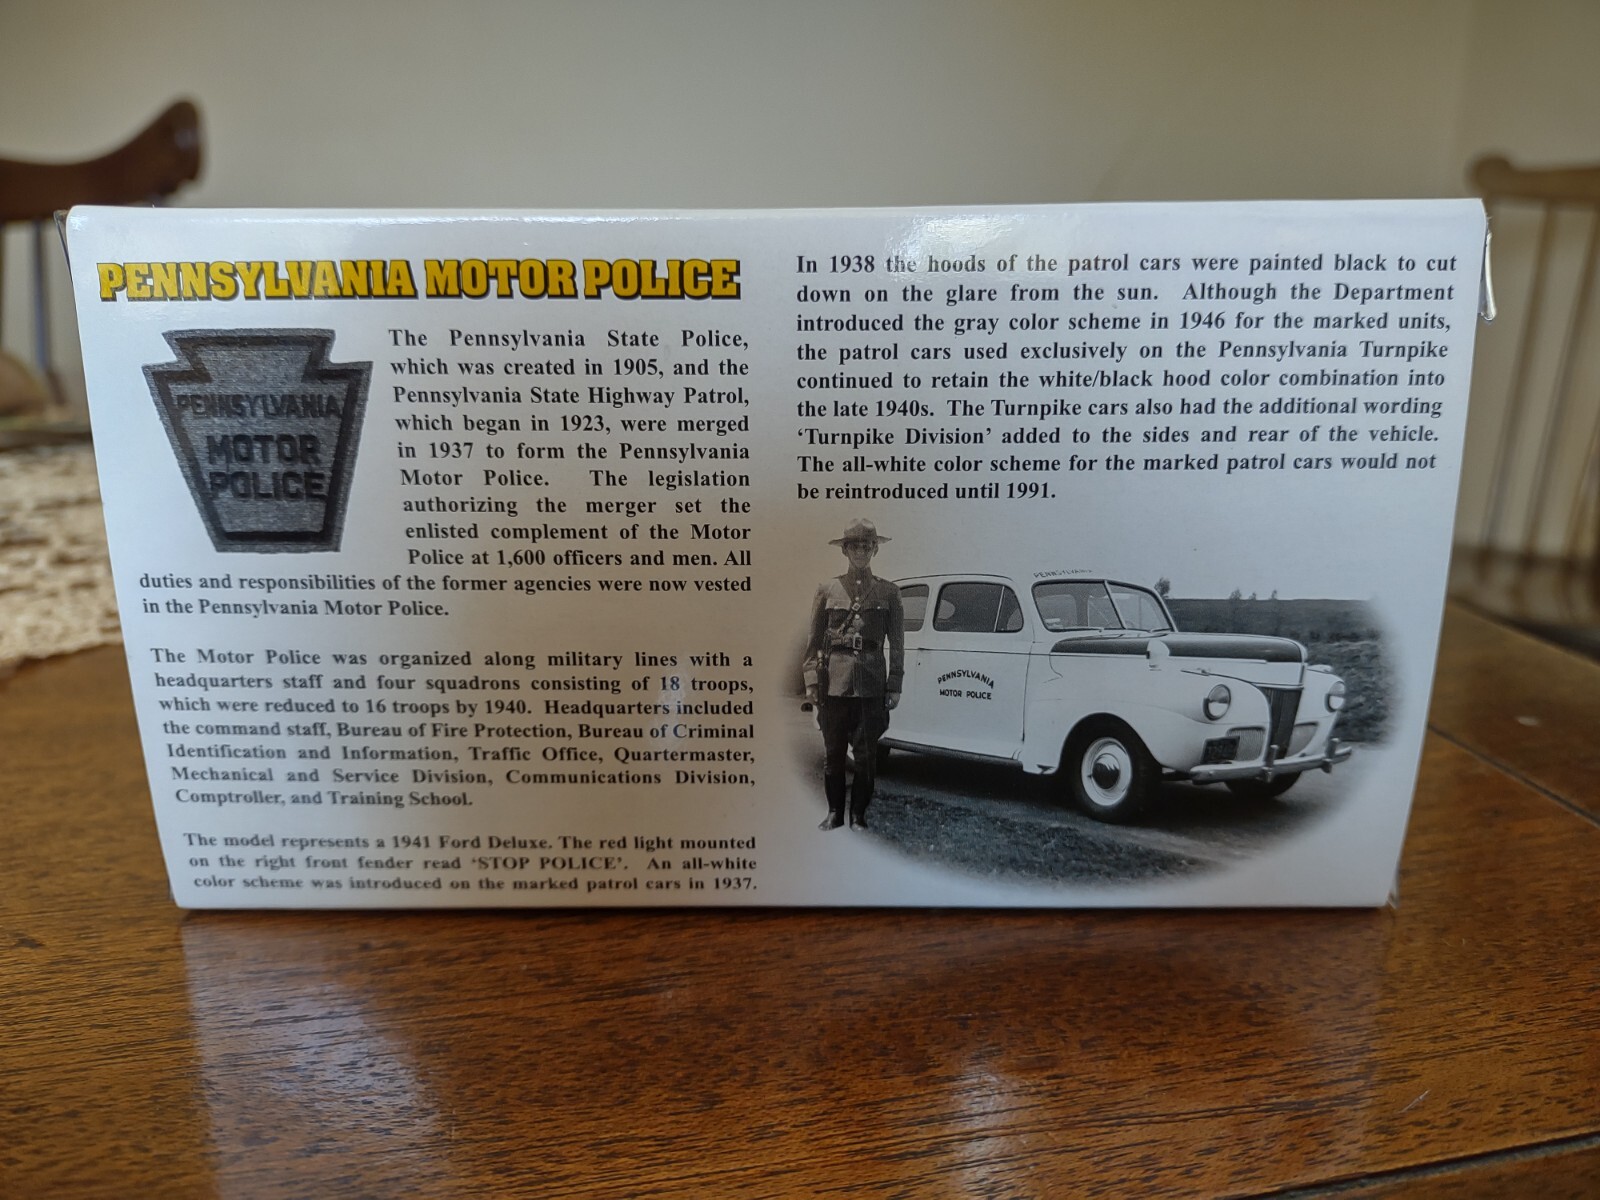 PENNSYLVANIA MOTOR POLICE
PENNSYLVANIA
MOTOR
POLICE
The Pennsylvania State Police,
which was created in 1905, and the
Pennsylvania State Highway Patrol,
which began in 1923, were merged
in 1937 to form the Pennsylvania
Motor Police. The legislation
authorizing the merger set the
enlisted complement of the Motor
Police at 1,600 officers and men. All
duties and responsibilities of the former agencies were now vested
in the Pennsylvania Motor Police.
The Motor Police was organized along military lines with a
headquarters staff and four squadrons consisting of 18 troops,
which were reduced to 16 troops by 1940. Headquarters included
the command staff, Bureau of Fire Protection, Bureau of Criminal
Identification and Information, Traffic Office, Quartermaster,
Mechanical and Service Division, Communications Division,
Comptroller, and Training School.
The model represents a 1941 Ford Deluxe. The red light mounted
on the right front fender read ‘STOP POLICE’. An all-white
color scheme was introduced on the marked patrol cars in 1937.
In 1938 the hoods of the patrol cars were painted black to cut
down on the glare from the sun. Although the Department
introduced the gray color scheme in 1946 for the marked units,
the patrol cars used exclusively on the Pennsylvania Turnpike
continued to retain the white/black hood color combination into
the late 1940s. The Turnpike cars also had the additional wording
‘Turnpike Division’ added to the sides and rear of the vehicle.
The all-white color scheme for the marked patrol cars would not
be reintroduced until 1991.
PENNSYLVANIA
PENNSYLVANIA
MOTOR POLICE